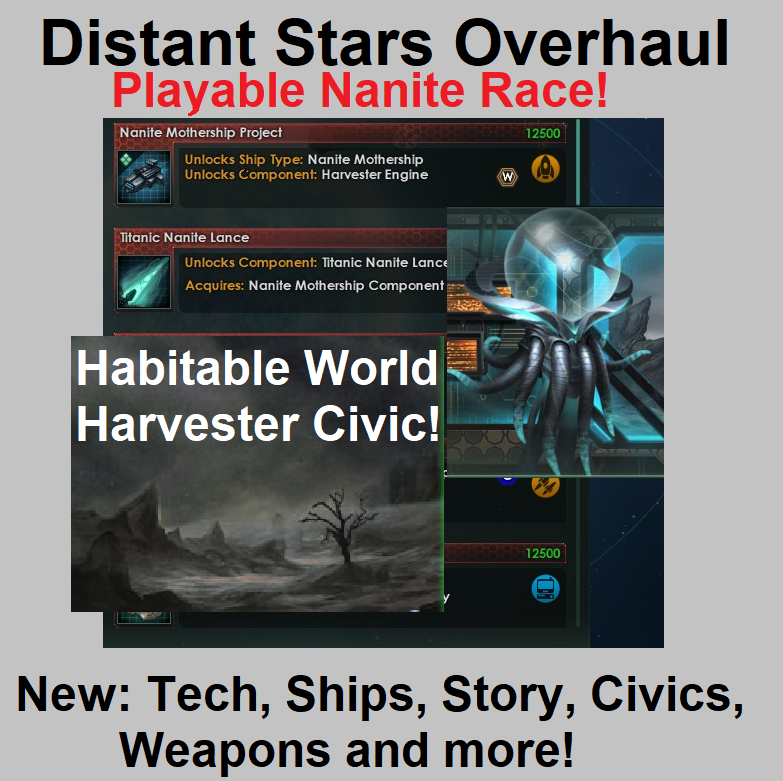 Distant Stars Overhaul
Playable Nanite Race!
Nanite Mothership Project 12500
Unlocks Ship Type: Nanite Mothership
Unlocks Component: Harvester Engine
W
Titanic Nanite Lance
Unlocks Component: Titanic Nanite Lance
Acquires: Nanite Mothership Component
Habitable World
Harvester Civic!
12500
New: Tech, Ships, Story, Civics,
Weapons and more!